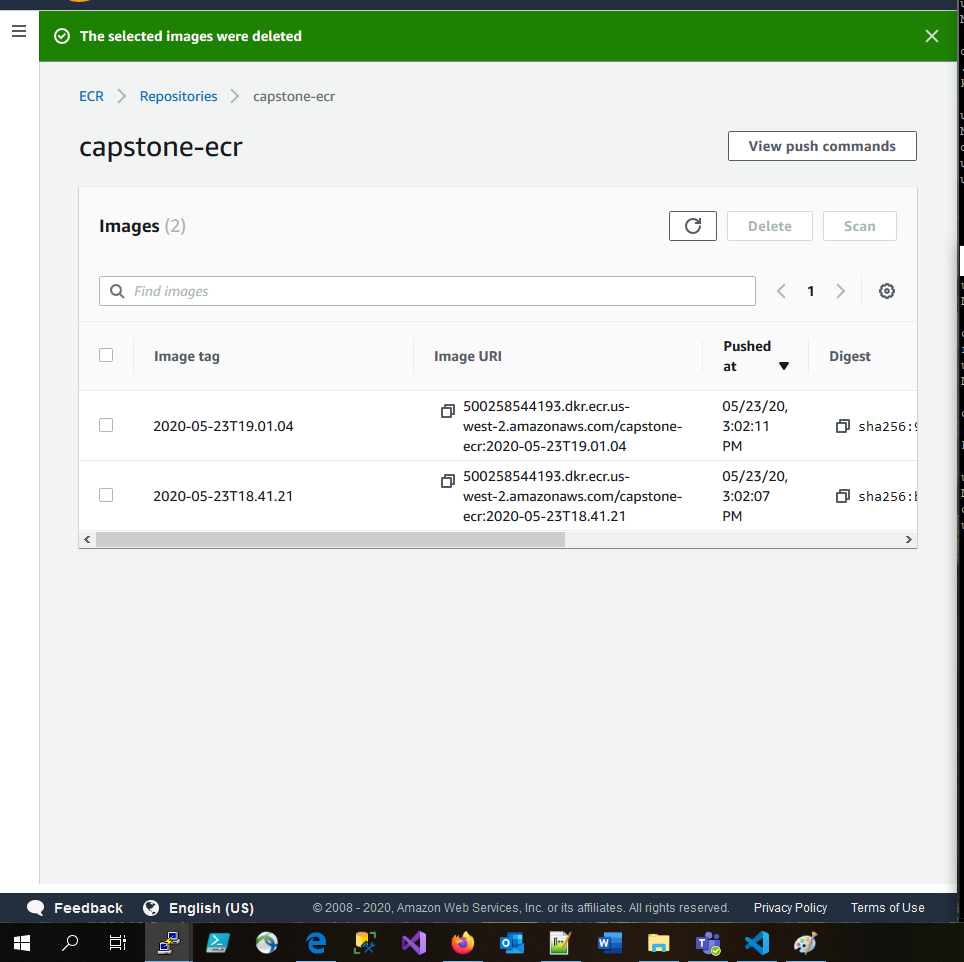 The selected images were deleted
ECR
Repositories
capstone-ecr
capstone-ecr
View push commands
Images (2)
Delete
Scan
Find images
1
Image tag
Image URI
Pushed
at
Digest
2020-05-23T19.01.04
500258544193.dkr.ecr.us-
west-2.amazonaws.com/capstone-
ecr:2020-05-23T19.01.04
05/23/20,
3:02:11
PM
sha256:
2020-05-23T18.41.21
500258544193.dkr.ecr.us-
west-2.amazonaws.com/capstone-
ecr:2020-05-23T18.41.21
05/23/20,
3:02:07
PM
sha256:
Feedback
English (US)
© 2008 - 2020, Amazon Web Services, Inc. or its affiliates. All rights reserved.
Privacy Policy
Terms of Use